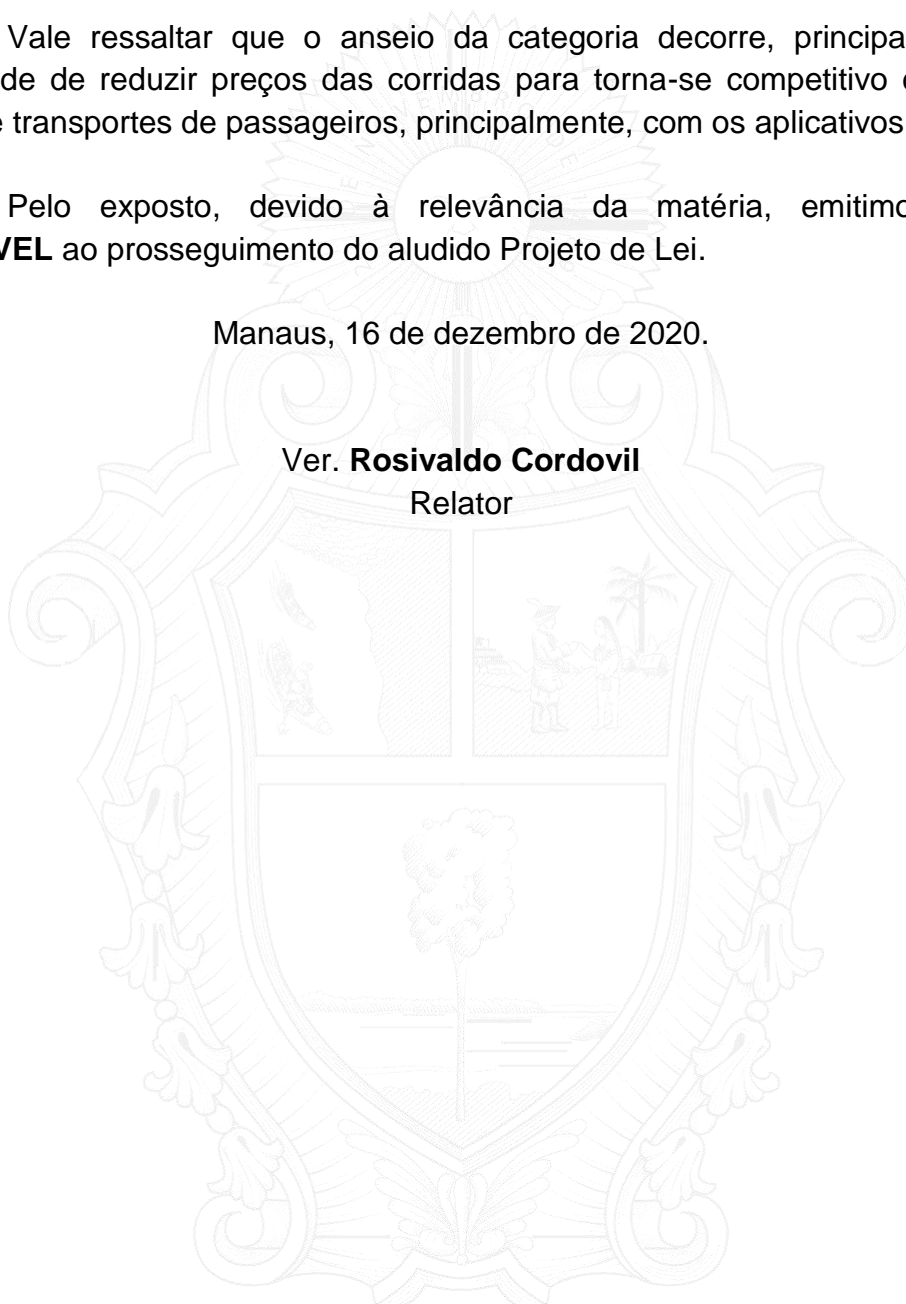 Vale ressaltar que o anseio da categoria decorre, principa
de de reduzir preços das corridas para torna-se competitivo
transportes de passageiros, principalmente, com os aplicativos
Pelo exposto, devido à relevância da matéria, emitimo
VEL ao prosseguimento do aludido Projeto de Lei.
Manaus, 16 de dezembro de 2020.
Ver. Rosivaldo Cordovil
Relator